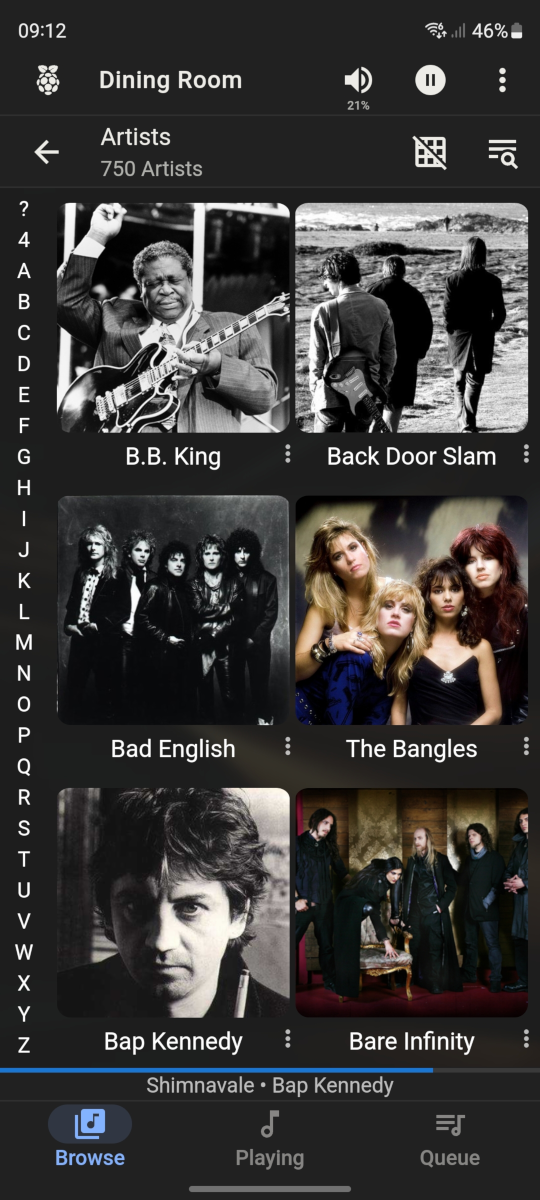 09:12
46%
Dining Room
21%
Artists
750 Artists
?
4
A
B
C
D
E
F
G
H
I
J
K
L
M
N
O
P
Q
R
S
T
U
V
W
X
Y
Z
B.B. King
Back Door Slam
Bad English
The Bangles
Bap Kennedy
Bare Infinity
Shimnavale • Bap Kennedy
Browse
Playing
Queue